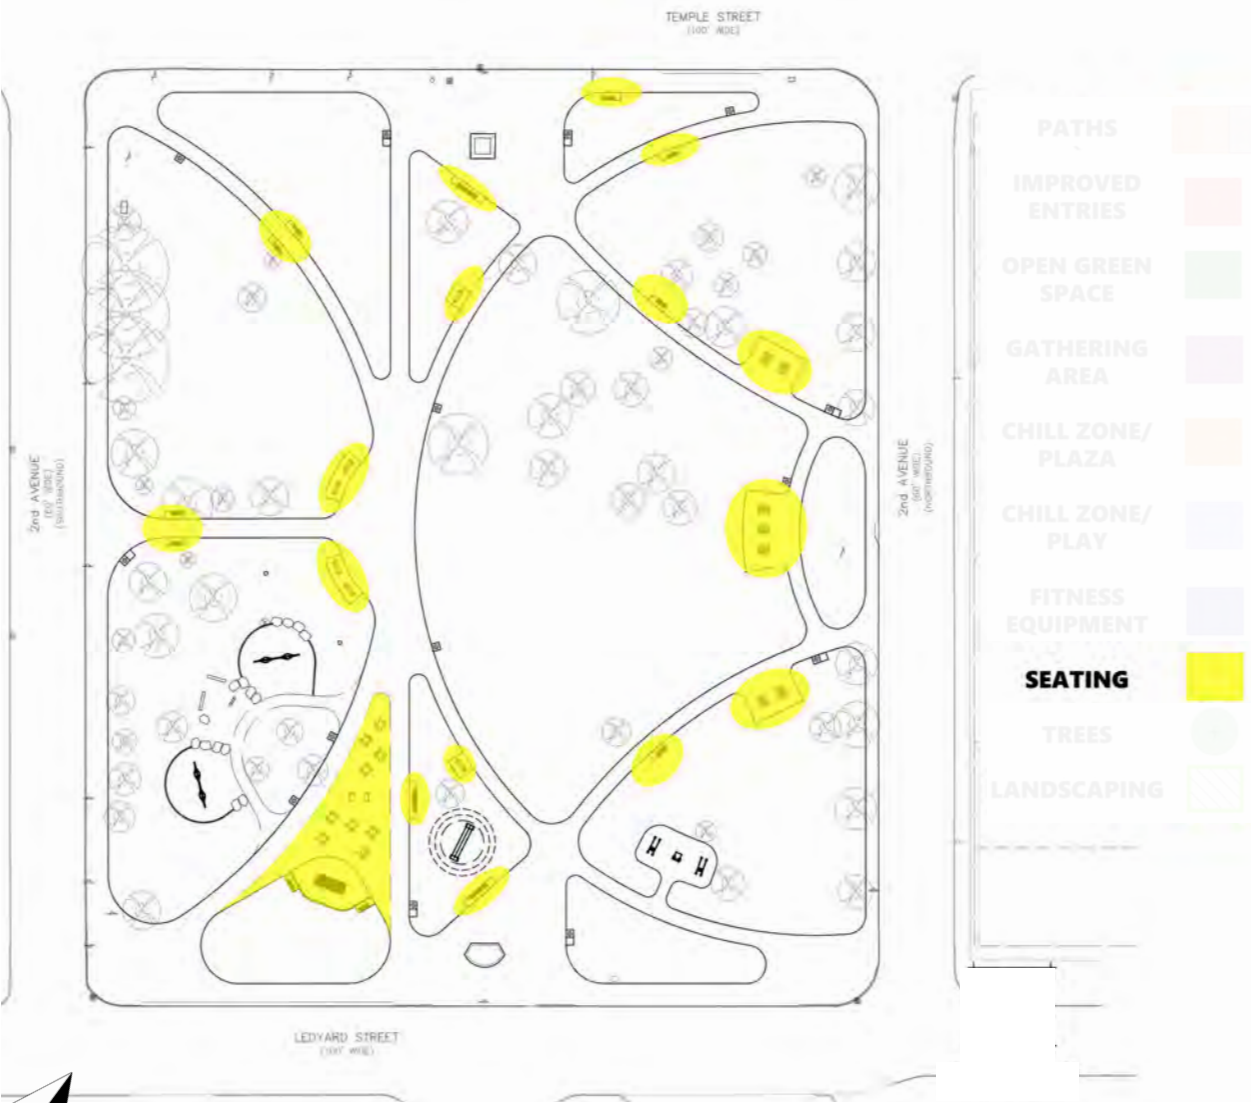 TEMPLE STREET
(100' WIDE)
PATHS
IMPROVED
ENTRIES
OPEN GREEN
SPACE
GATHERING
AREA
CHILL ZONE/
PLAZA
CHILL ZONE/
PLAY
FITNESS
EQUIPMENT
SEATING
TREES
LANDSCAPING
2nd AVENUE
(60' WIDE)
(SOUTHBOUND)
2nd AVENUE
(60' WIDE)
(NORTHBOUND)
LEDYARD STREET
(100' WIDE)